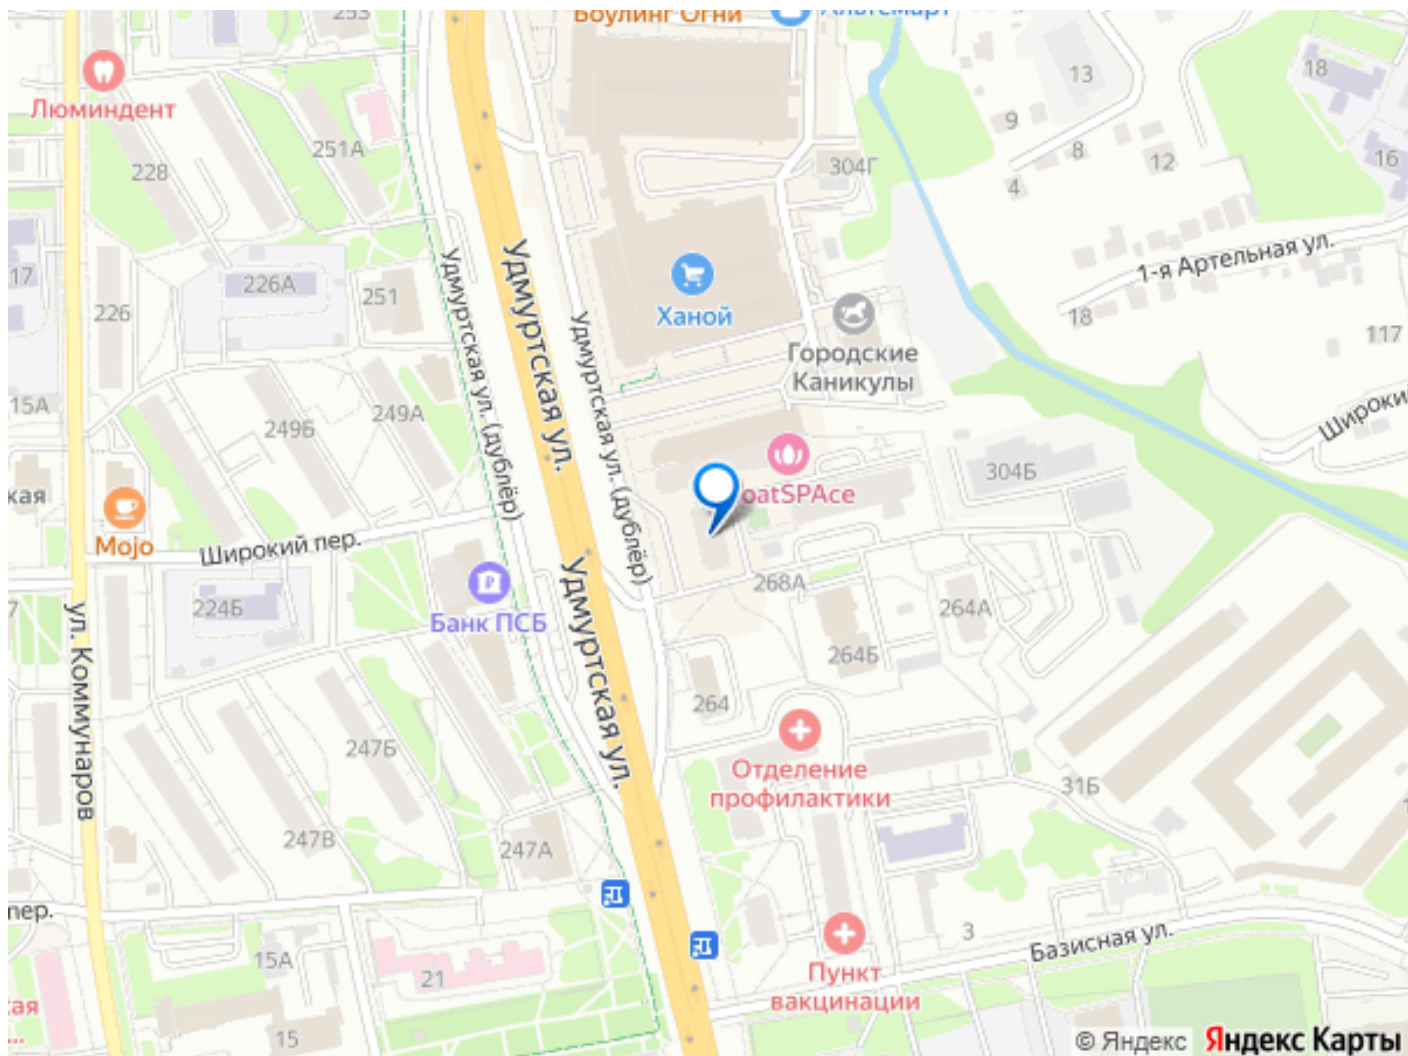 253
Боулинг Огни
Альтсмарт
Люминдент
251А
228
304Г
13
18
9
8
12
16
4
17
226А
251
226
Ханой
Удмуртская ул. (дублёр)
Удмуртская ул.
Удмуртская ул. (дублёр)
1-я Артельная ул.
18
117
Городские
Каникулы
15А
249Б
249А
Широки
кая
Mojo
Широкий пер.
oatSPAce
304Б
224Б
Банк ПСБ
268А
264А
264Б
264
ул. Коммунаров
Удмуртская ул.
247Б
Отделение
профилактики
31Б
247В
247А
пер.
15А
21
3
Базисная ул.
Пункт
вакцинации
кая
15
© Яндекс Яндекс Карты